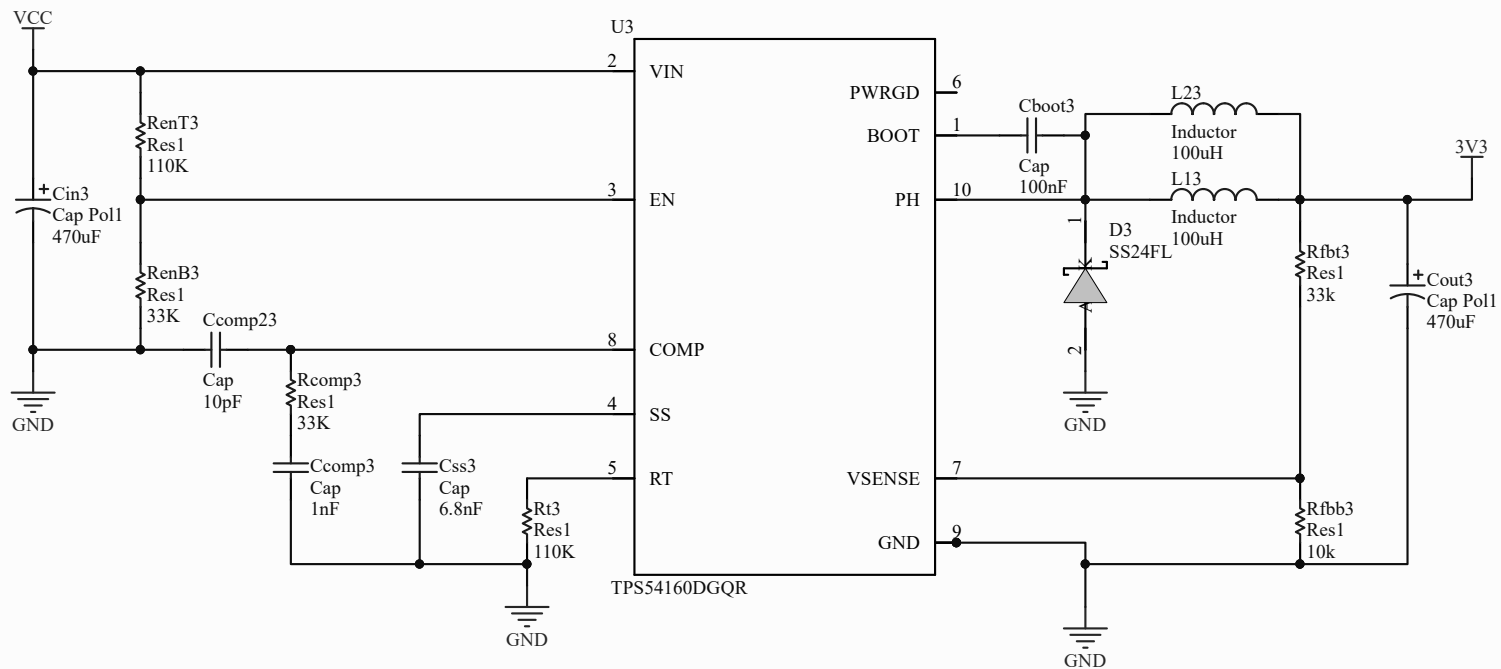 VCC
U3
2
VIN
6
PWRGD
L23
Cboot3
1
BOOT
Inductor
100uH
RenT3
Res1
110K
Cap
100nF
3V3
L13
3
EN
10
PH
Inductor
100uH
Cin3
Cap Pol1
470uF
1
D3
SS24FL
K
A
2
GND
Rfbt3
Res1
33k
Cout3
Cap Pol1
470uF
RenB3
Res1
33K
Ccomp23
Cap
10pF
8
COMP
GND
Rcomp3
Res1
33K
4
SS
Ccomp3
Cap
1nF
Css3
Cap
6.8nF
5
RT
7
VSENSE
Rt3
Res1
110K
Rfbb3
Res1
10k
9
GND
TPS54160DGQR
GND
GND